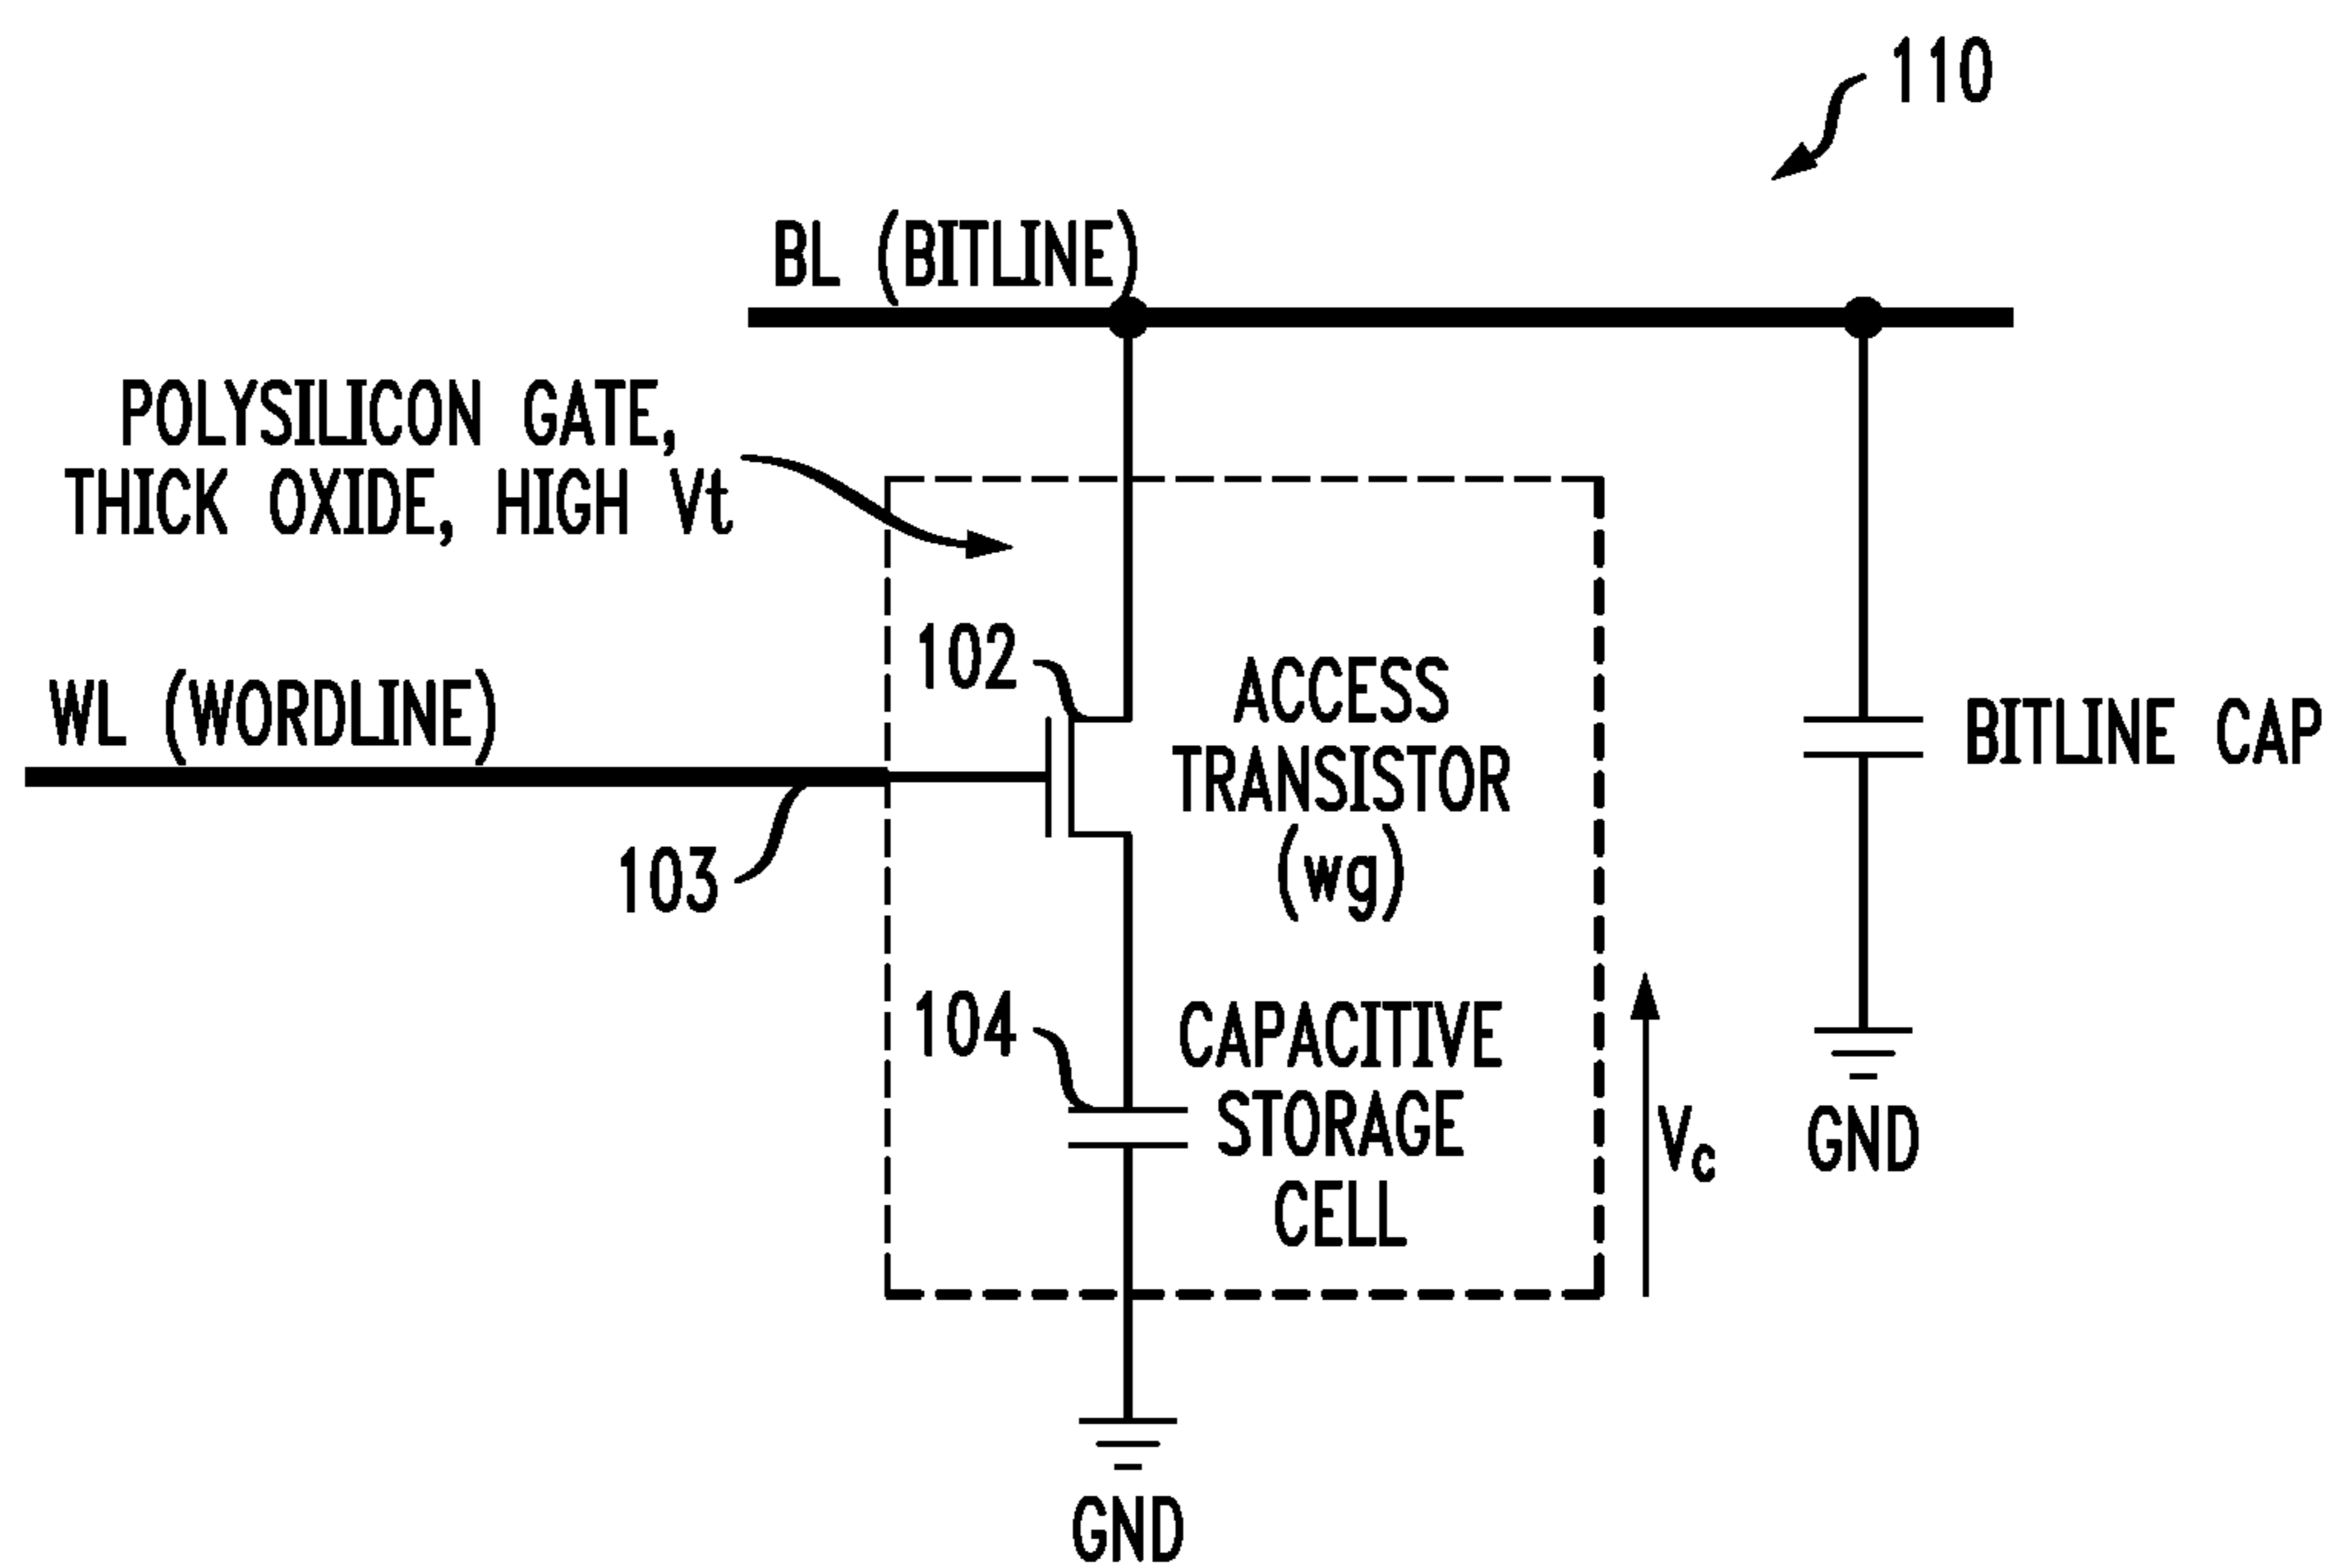 110
BL (BITLINE)
POLYSILICON GATE,
THICK OXIDE, HIGH Vt
102
WL (WORDLINE)
103
ACCESS
TRANSISTOR
(wg)
BITLINE CAP
104
CAPACITIVE
STORAGE
CELL
Vc
GND
GND